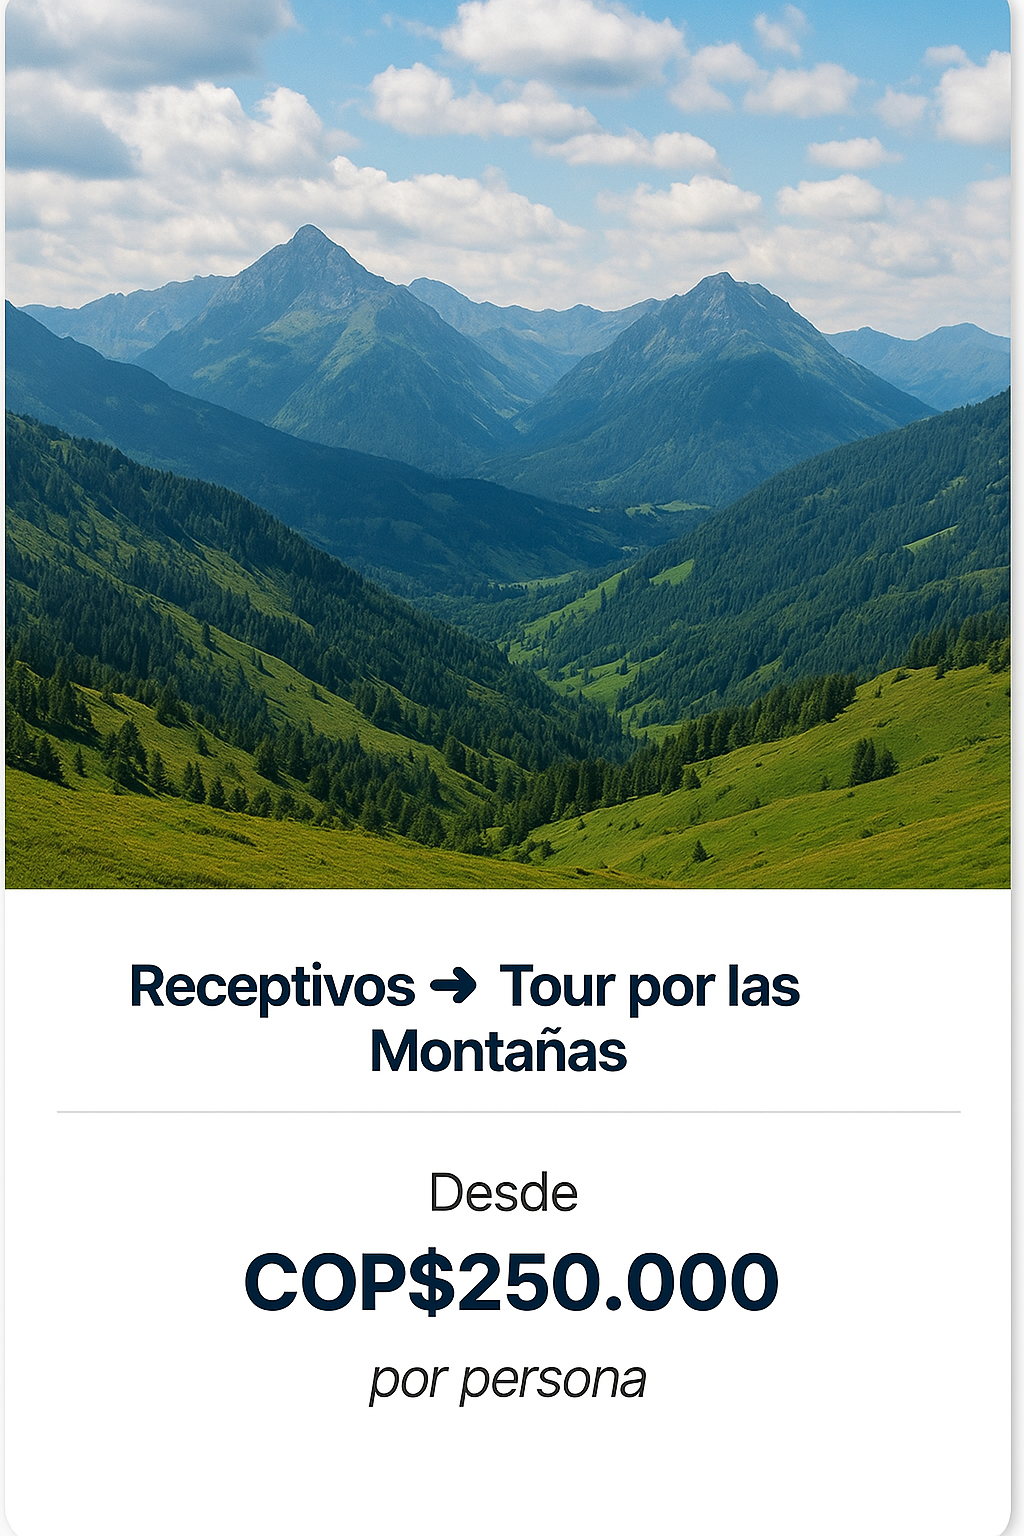 Receptivos ➜ Tour por las
Montañas
Desde
COP$250.000
por persona